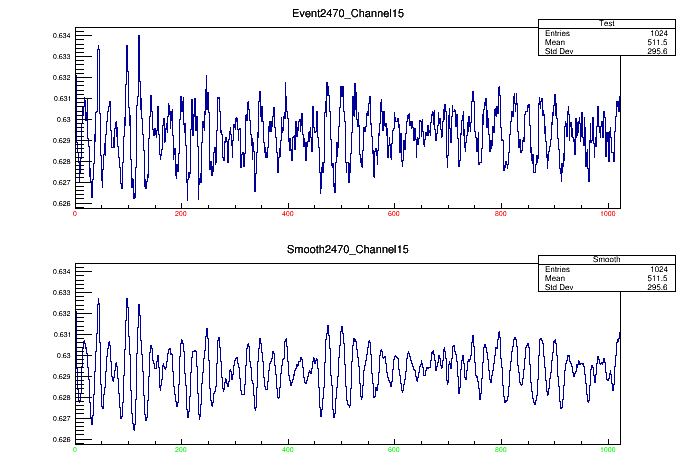 Event2470_Channel15
Test
Entries 1024
Mean 511.5
Std Dev 295.6
0.634
0.633
0.632
0.631
0.63
0.629
0.628
0.627
0.626
0 200 400 600 800 1000
Smooth2470_Channel15
Smooth
Entries 1024
Mean 511.5
Std Dev 295.6
0.634
0.633
0.632
0.631
0.63
0.629
0.628
0.627
0.626
0 200 400 600 800 1000